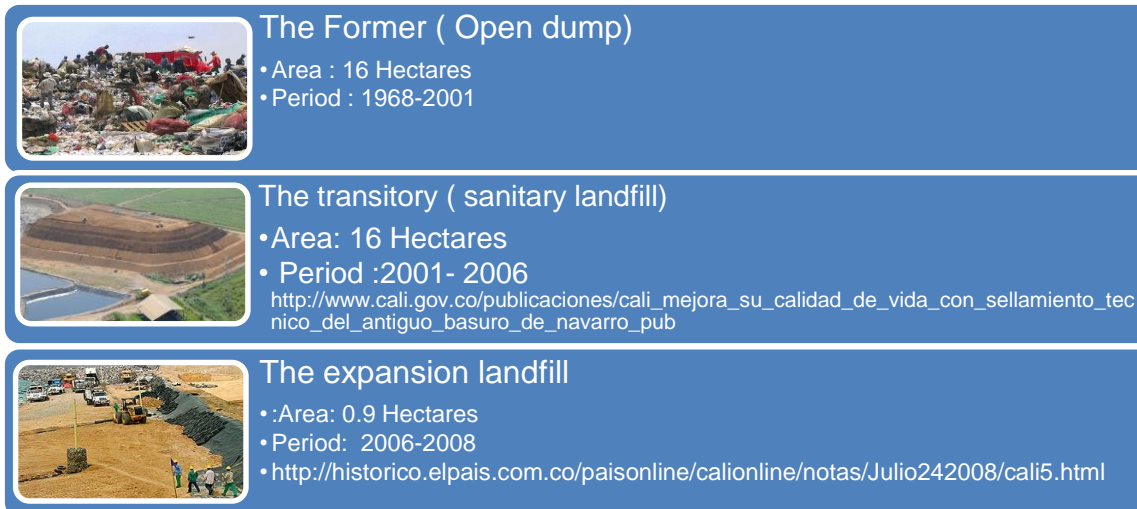 The Former ( Open dump)
•Area : 16 Hectares
•Period : 1968-2001
The transitory ( sanitary landfill)
•Area: 16 Hectares
• Period :2001- 2006
http://www.cali.gov.co/publicaciones/cali_mejora_su_calidad_de_vida_con_sellamiento_tec
nico_del_antiguo_basuro_de_navarro_pub
The expansion landfill
•:Area: 0.9 Hectares
•Period: 2006-2008
•http://historico.elpais.com.co/paisonline/calionline/notas/Julio242008/cali5.html